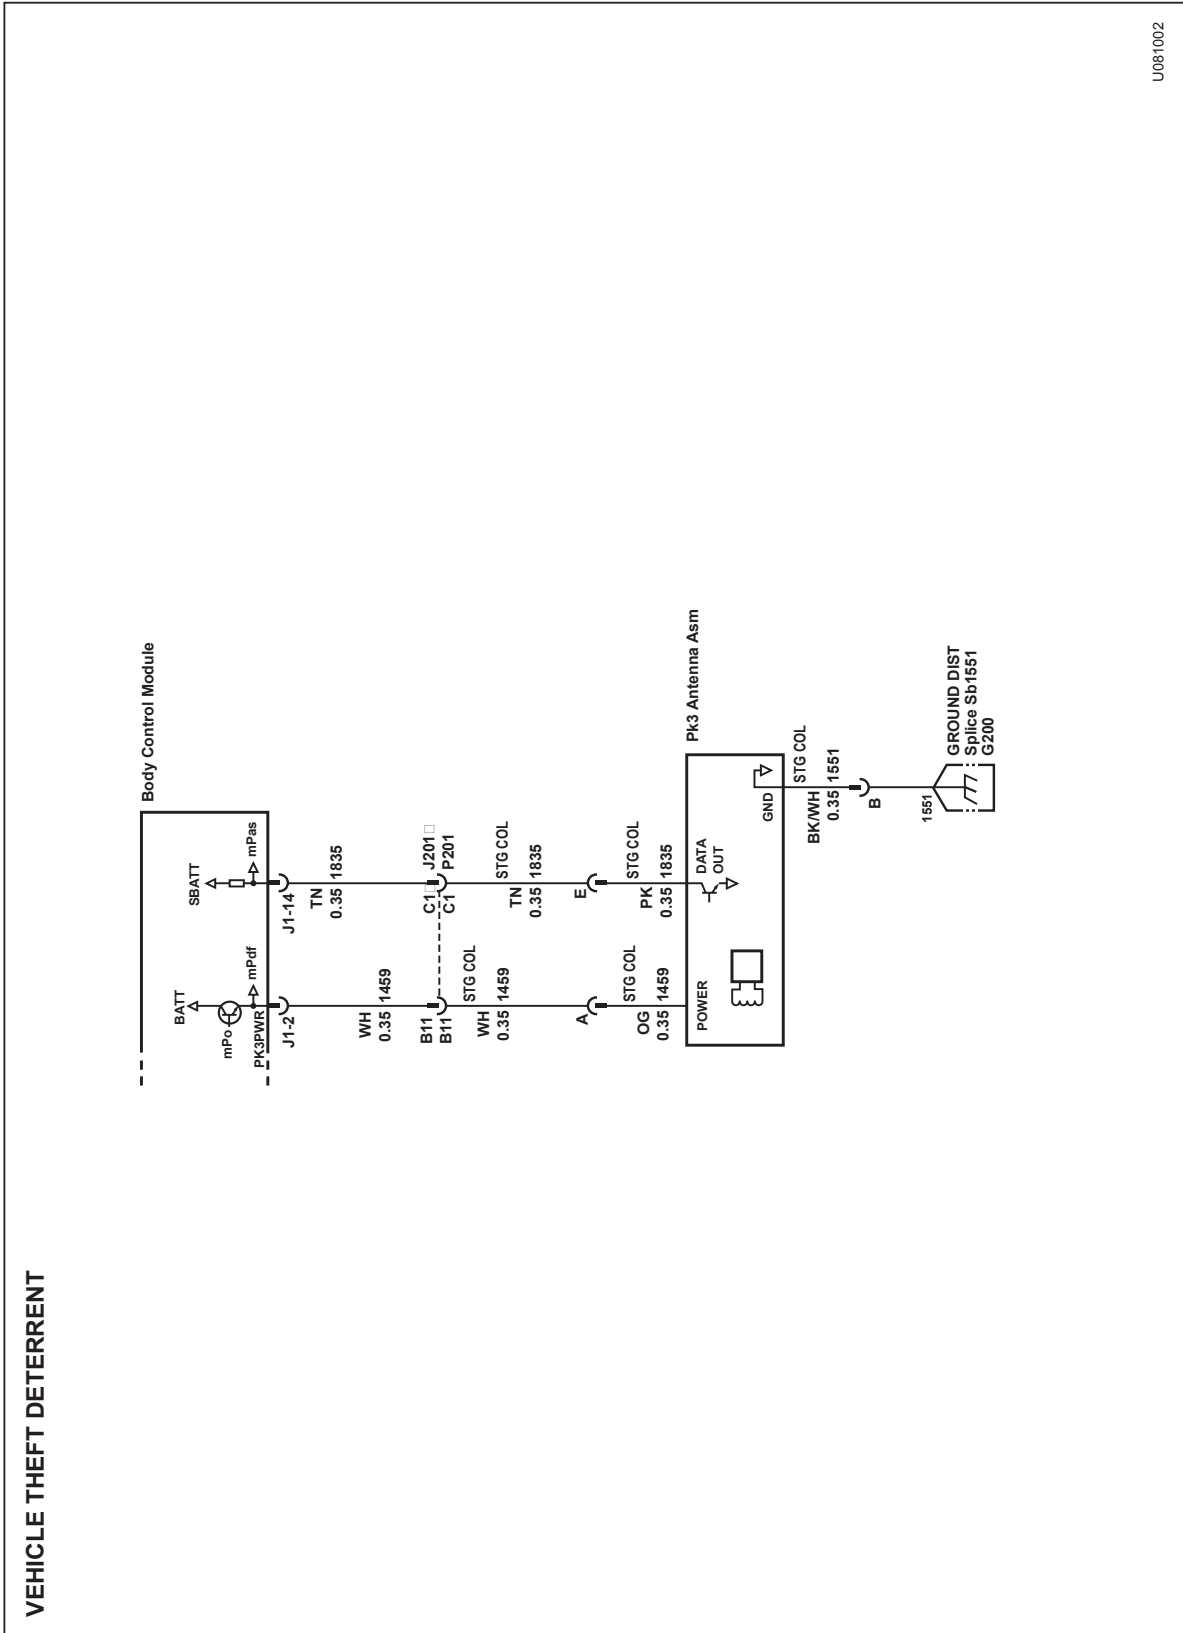 VEHICLE THEFT DETERRENT
Body Control Module
BATT
SBATT
mPo
mPdf
mPas
PK3PWR
J1-2
J1-14
WH
0.35 1459
TN
0.35 1835
B11
B11
C1 J201
C1 P201
STG COL
WH
0.35 1459
STG COL
TN
0.35 1835
A
E
STG COL
OG
0.35 1459
STG COL
PK
0.35 1835
Pk3 Antenna Asm
POWER
DATA
OUT
GND
STG COL
BK/WH
0.35 1551
B
1551
GROUND DIST
Splice Sb1551
G200
U081002